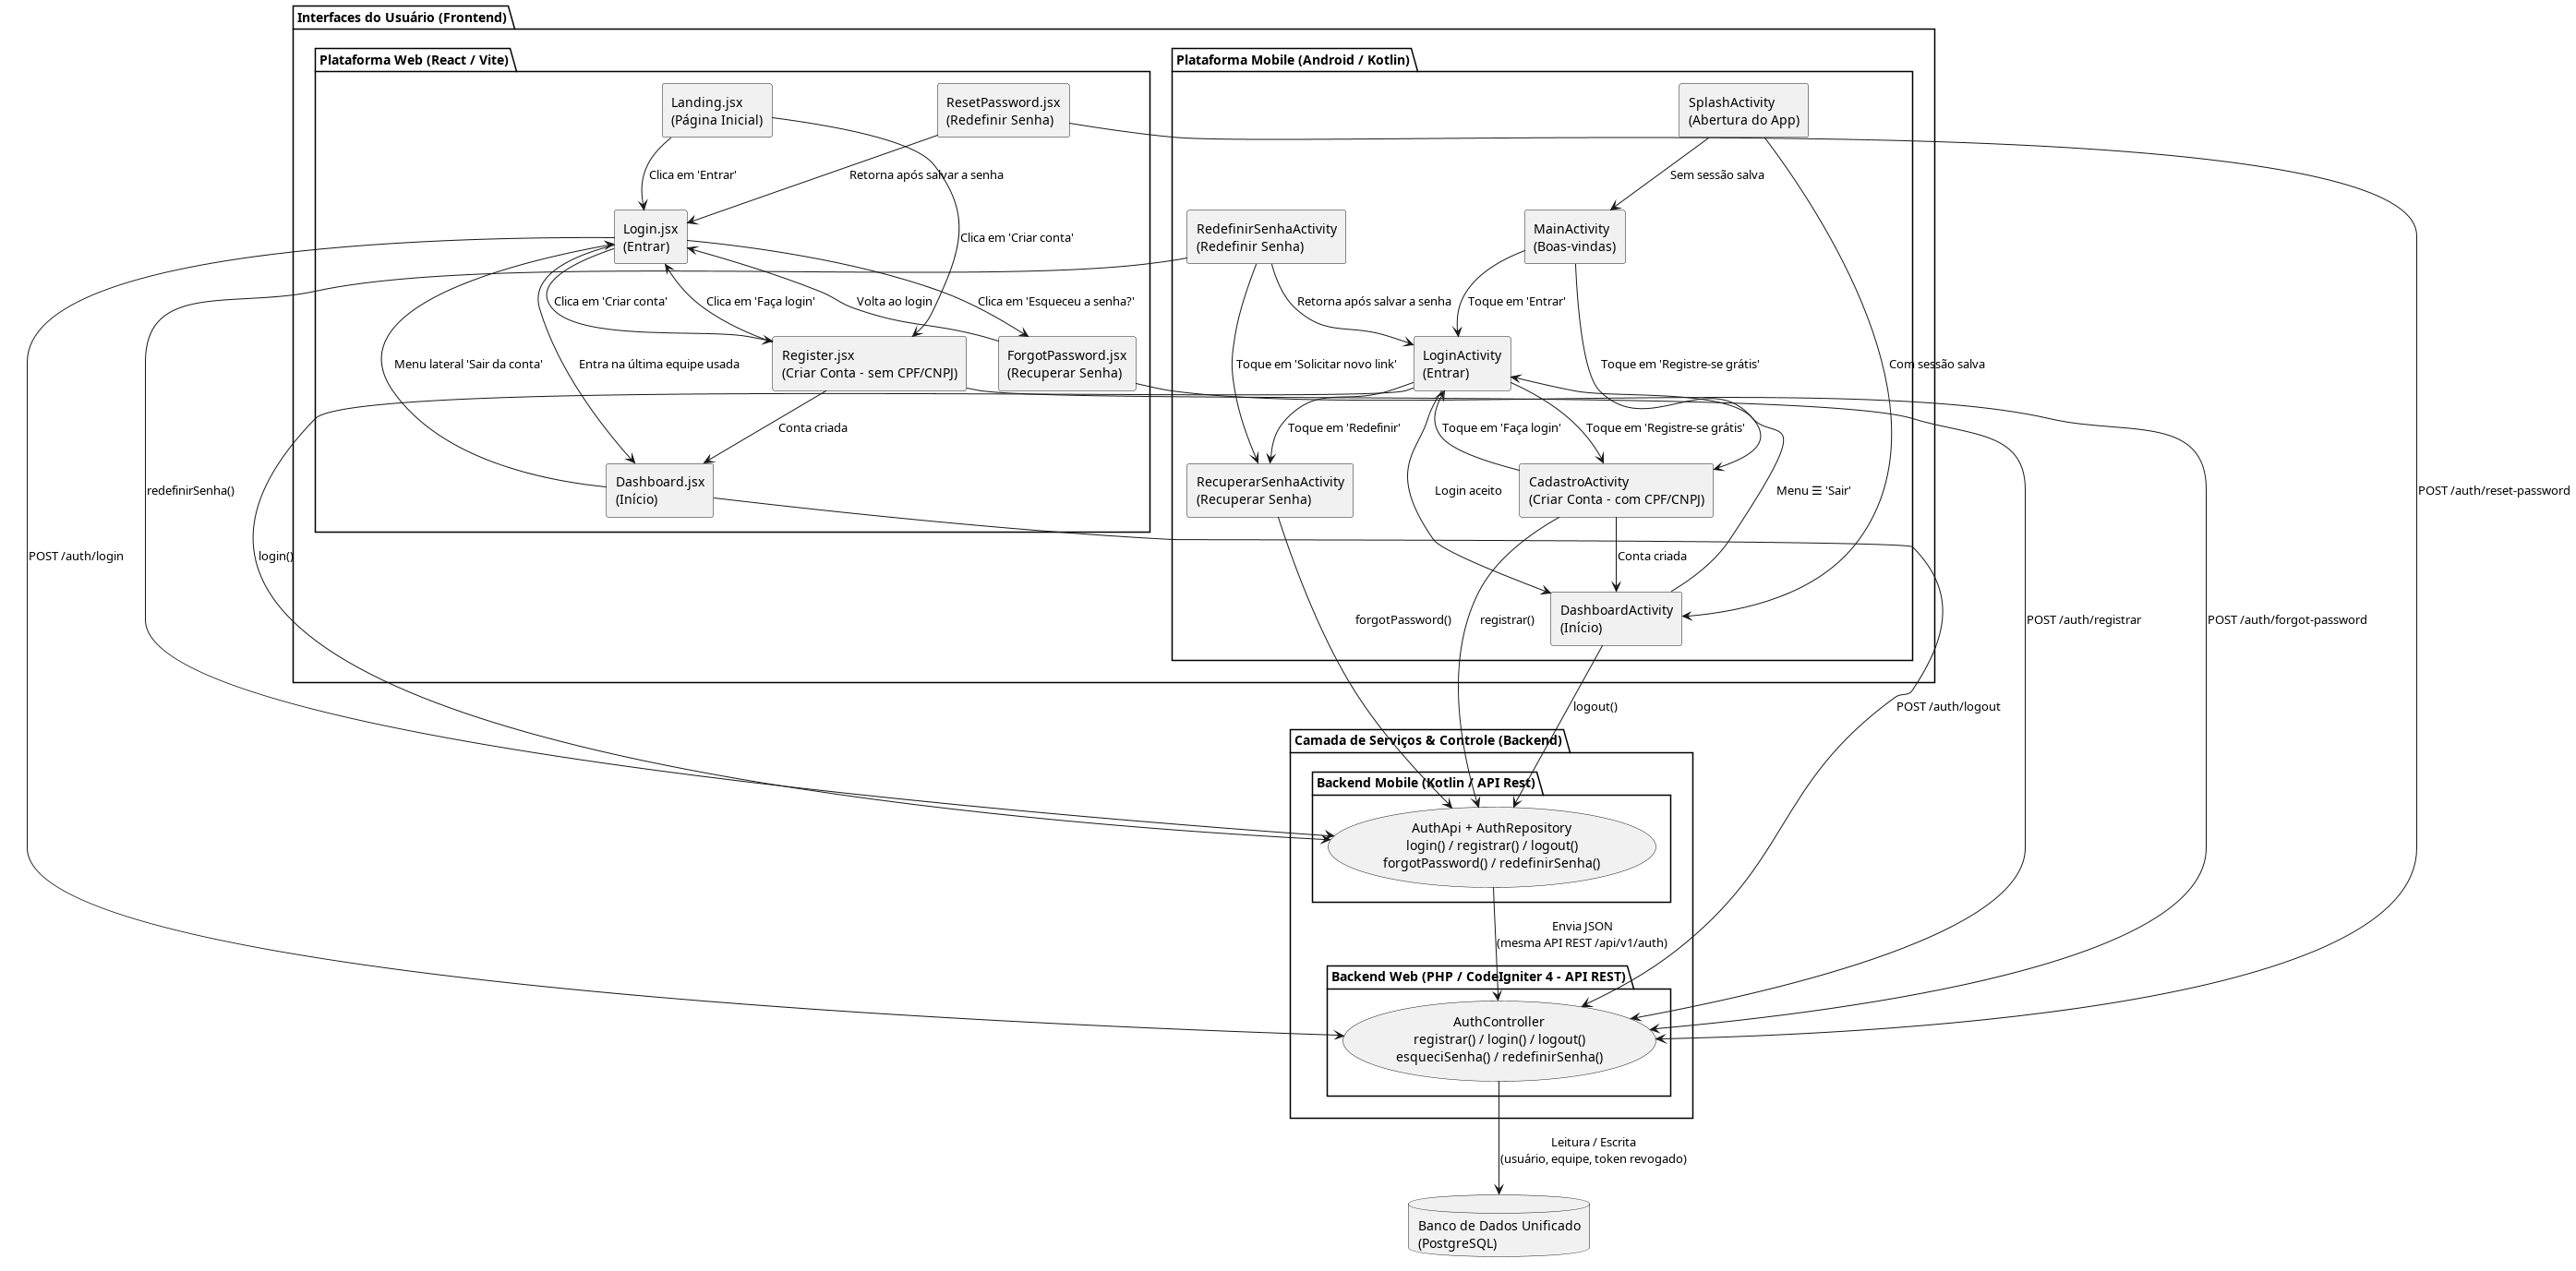 Interfaces do Usuário (Frontend)
Plataforma Web (React / Vite)
Plataforma Mobile (Android / Kotlin)
Landing.jsx
(Página Inicial)
ResetPassword.jsx
(Redefinir Senha)
SplashActivity
(Abertura do App)
Clica em 'Entrar'
Retorna após salvar a senha
Sem sessão salva
Login.jsx
(Entrar)
Clica em 'Criar conta'
RedefinirSenhaActivity
(Redefinir Senha)
MainActivity
(Boas-vindas)
Clica em 'Criar conta'
Clica em 'Faça login'
Volta ao login
Clica em 'Esqueceu a senha?'
Retorna após salvar a senha
Toque em 'Entrar'
Menu lateral 'Sair da conta'
Entra na última equipe usada
Register.jsx
(Criar Conta - sem CPF/CNPJ)
ForgotPassword.jsx
(Recuperar Senha)
Toque em 'Solicitar novo link'
LoginActivity
(Entrar)
Toque em 'Registre-se grátis'
Com sessão salva
Conta criada
Toque em 'Redefinir'
Toque em 'Faça login'
Toque em 'Registre-se grátis'
redefinirSenha()
Dashboard.jsx
(Início)
RecuperarSenhaActivity
(Recuperar Senha)
Login aceito
CadastroActivity
(Criar Conta - com CPF/CNPJ)
Menu ☰ 'Sair'
POST /auth/reset-password
POST /auth/login
login()
Conta criada
forgotPassword()
registrar()
DashboardActivity
(Início)
POST /auth/registrar
POST /auth/forgot-password
logout()
POST /auth/logout
Camada de Serviços & Controle (Backend)
Backend Mobile (Kotlin / API Rest)
AuthApi + AuthRepository
login() / registrar() / logout()
forgotPassword() / redefinirSenha()
Envia JSON
(mesma API REST /api/v1/auth)
Backend Web (PHP / CodeIgniter 4 - API REST)
AuthController
registrar() / login() / logout()
esqueciSenha() / redefinirSenha()
Leitura / Escrita
(usuário, equipe, token revogado)
Banco de Dados Unificado
(PostgreSQL)